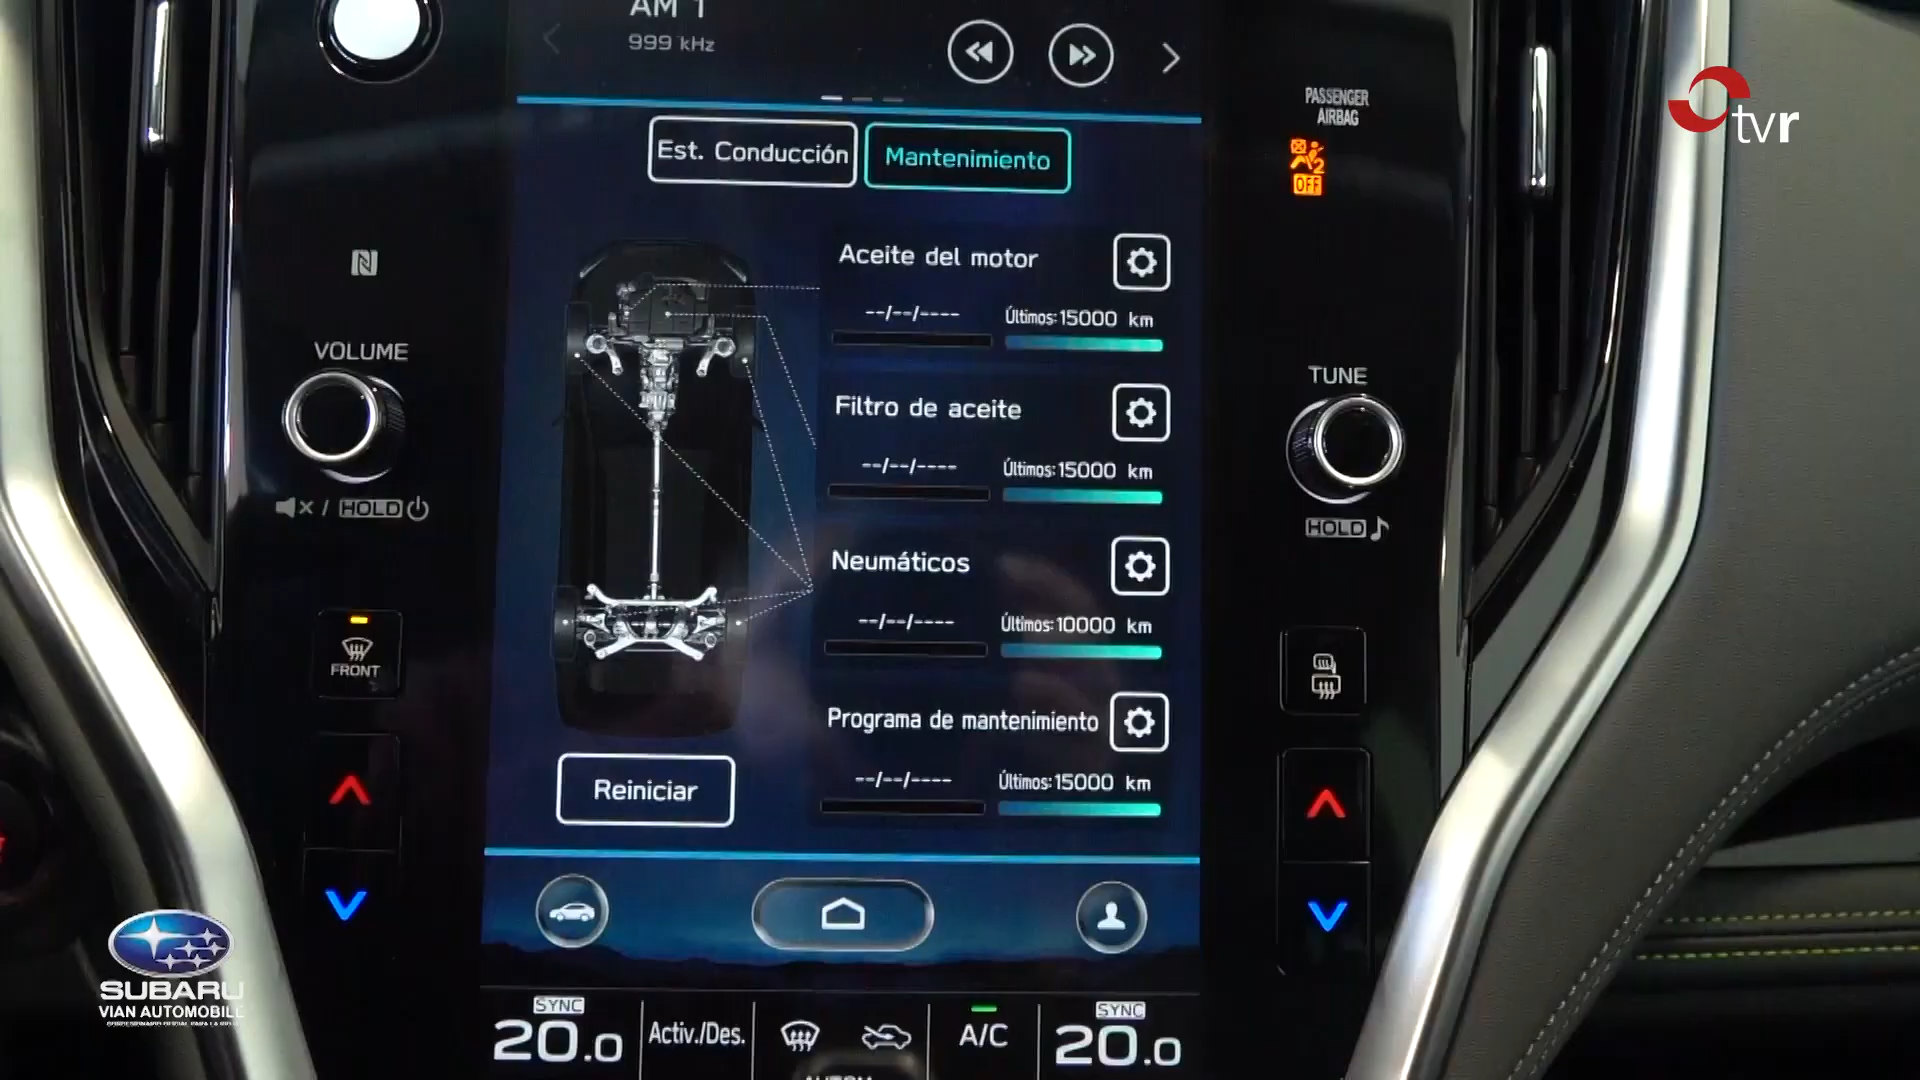 AM 1
999 kHz
PASSENGER
AIRBAG
2
OFF
tvr
Est. Conducción
Mantenimiento
Aceite del motor
--/--/----
Últimos:15000 km
Filtro de aceite
--/--/----
Últimos:15000 km
Neumáticos
--/--/----
Últimos:10000 km
Programa de mantenimiento
--/--/----
Últimos:15000 km
Reiniciar
VOLUME
/ HOLD
TUNE
HOLD
FRONT
SUBARU
VIAN AUTOMOBILE
SYNC
20.0
Activ./Des.
A/C
SYNC
20.0